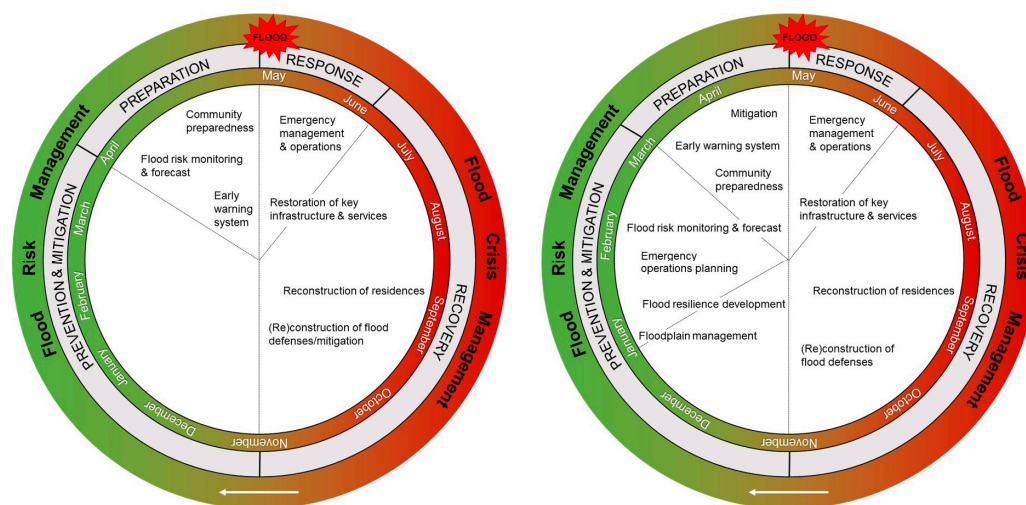 FLOOD
PREPARATION
RESPONSE
RECOVERY
PREVENTION & MITIGATION
Flood Risk Management
Flood Crisis Management
May
June
July
August
September
October
November
December
January
February
March
April
Community
preparedness
Flood risk monitoring
& forecast
Early
warning
system
Emergency
management
& operations
Restoration of key
infrastructure & services
Reconstruction of residences
(Re)construction of flood
defenses/mitigation
FLOOD
PREPARATION
RESPONSE
RECOVERY
PREVENTION & MITIGATION
Flood Risk Management
Flood Crisis Management
May
June
July
August
September
October
November
December
January
February
March
April
Mitigation
Early warning system
Community
preparedness
Flood risk monitoring & forecast
Emergency
operations planning
Flood resilience development
Floodplain management
Emergency
management
& operations
Restoration of key
infrastructure & services
Reconstruction of residences
(Re)construction of
flood defenses